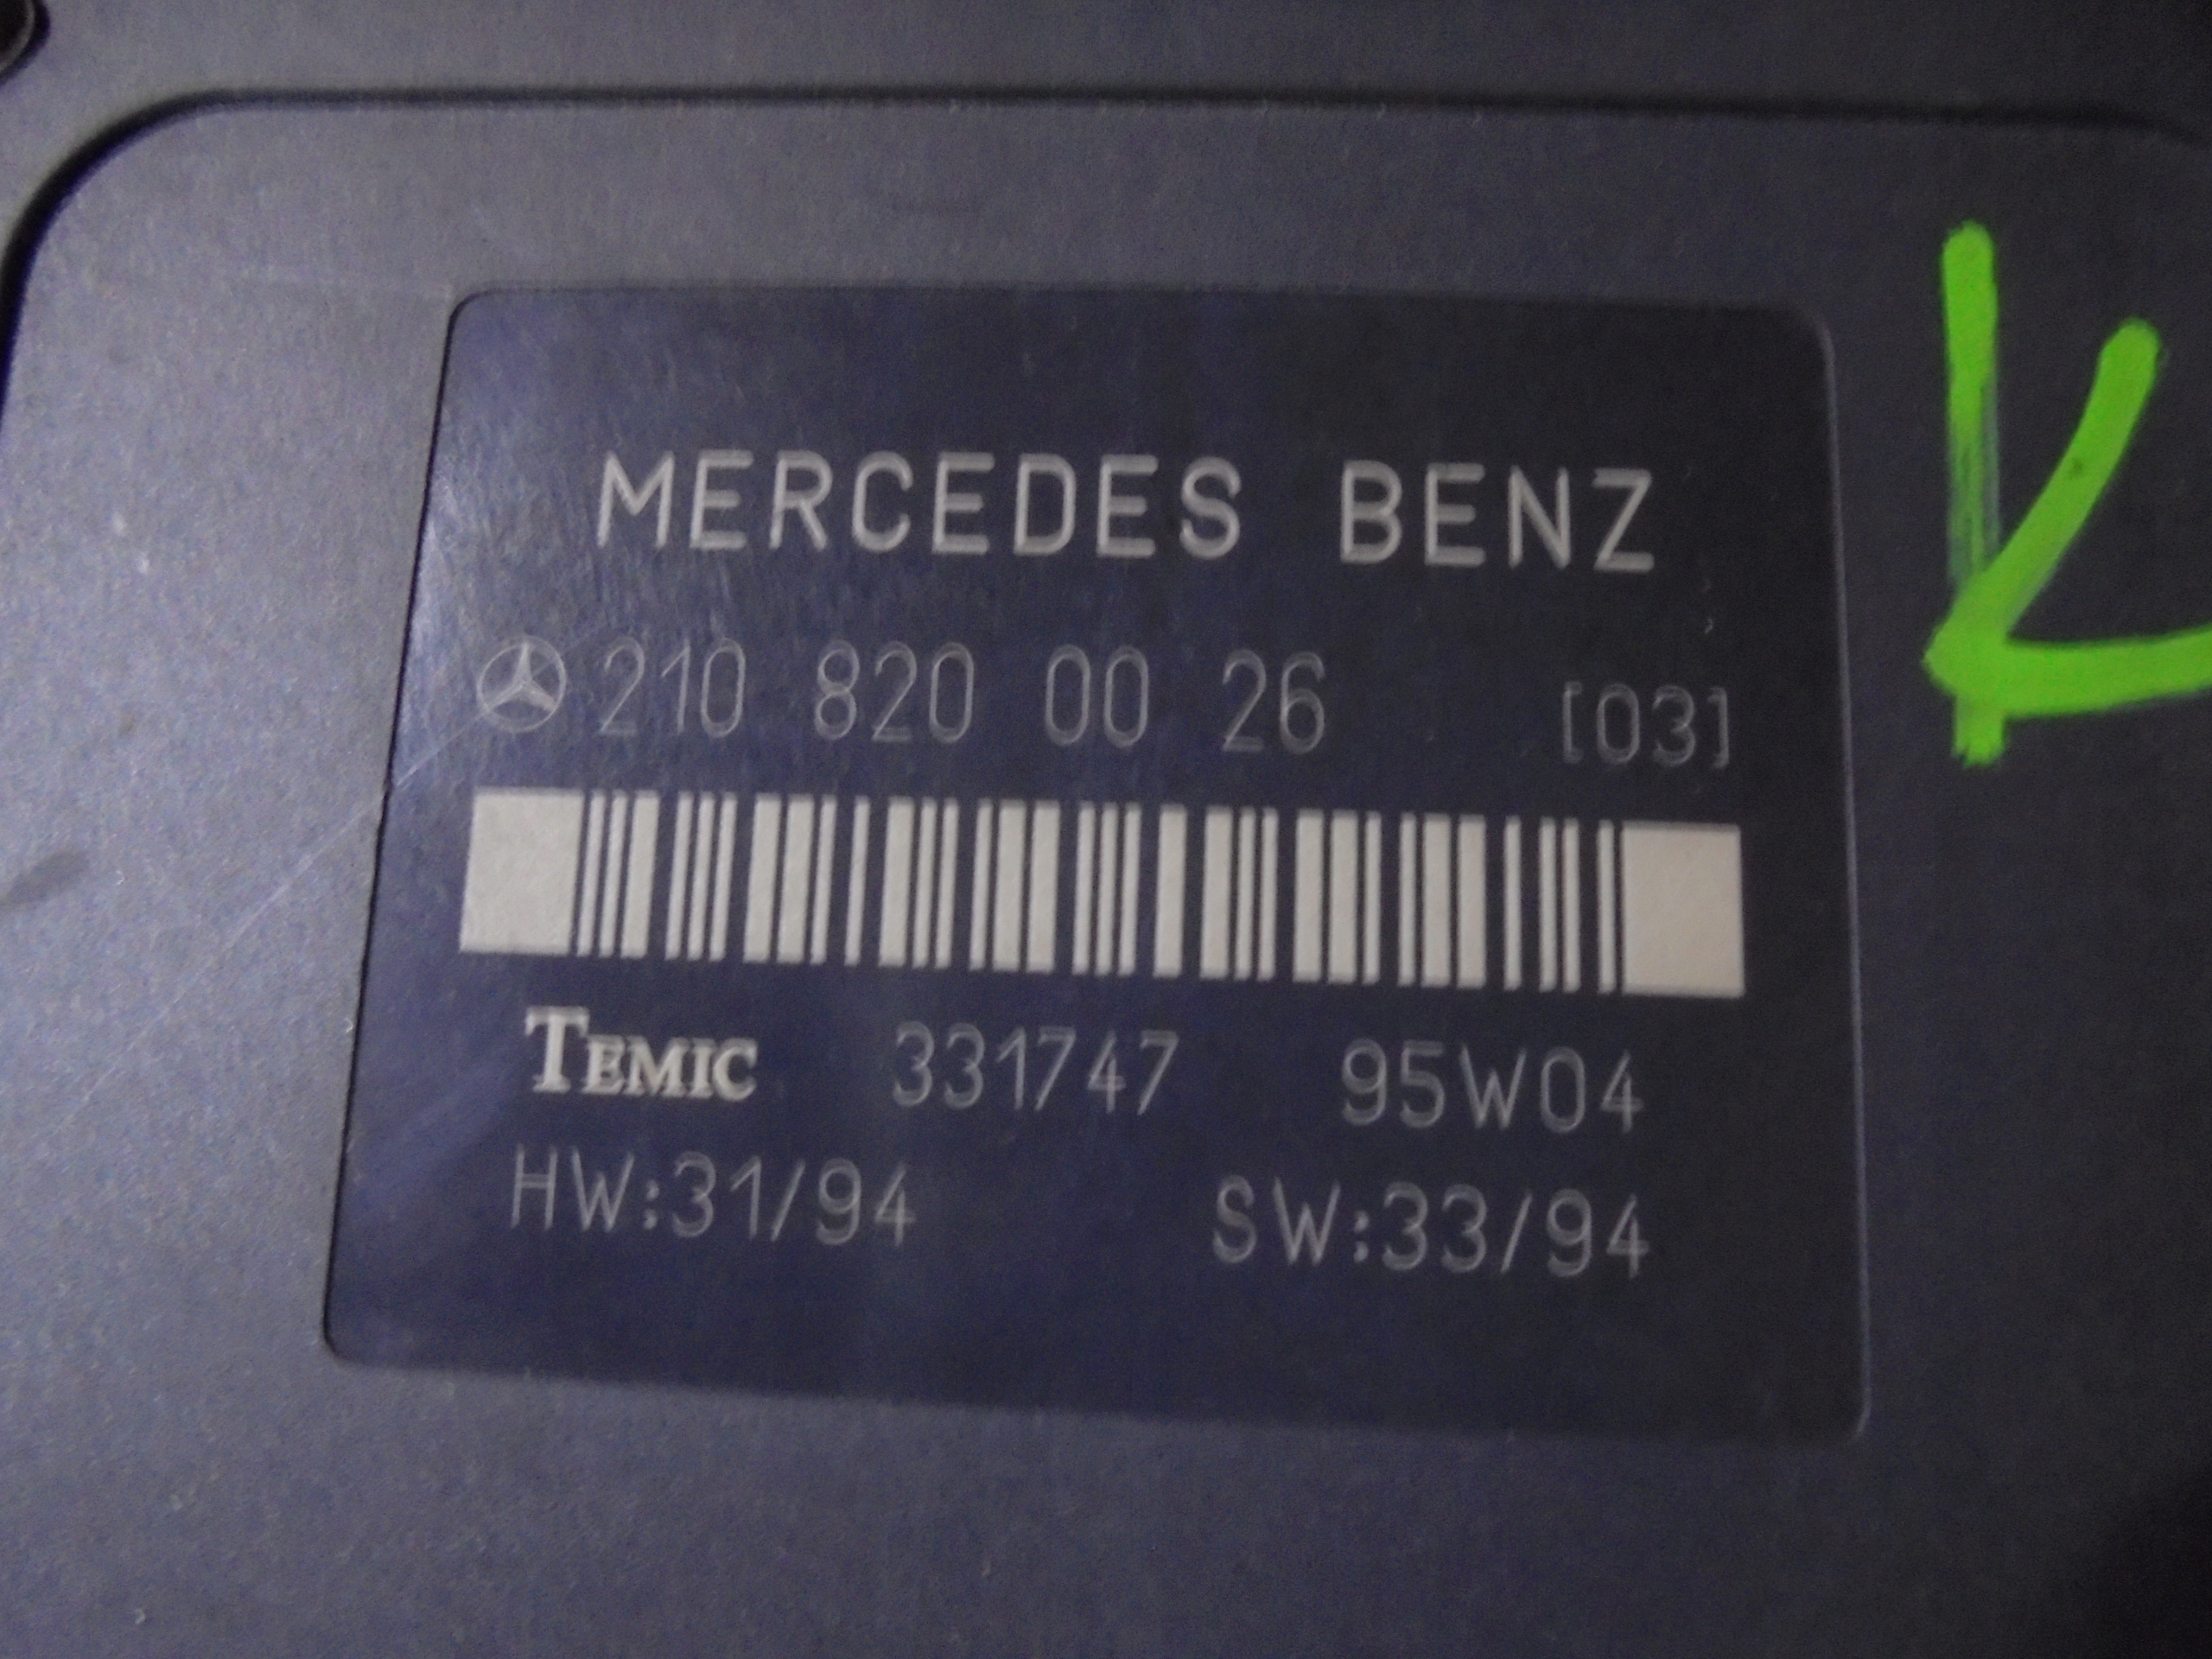 MERCEDES BENZ
210 820 00 26 [03]
TEMIC 331747 95W04
HW:31/94 SW:33/94
K